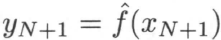 $y_{N+1} = \hat{f}(x_{N+1})$